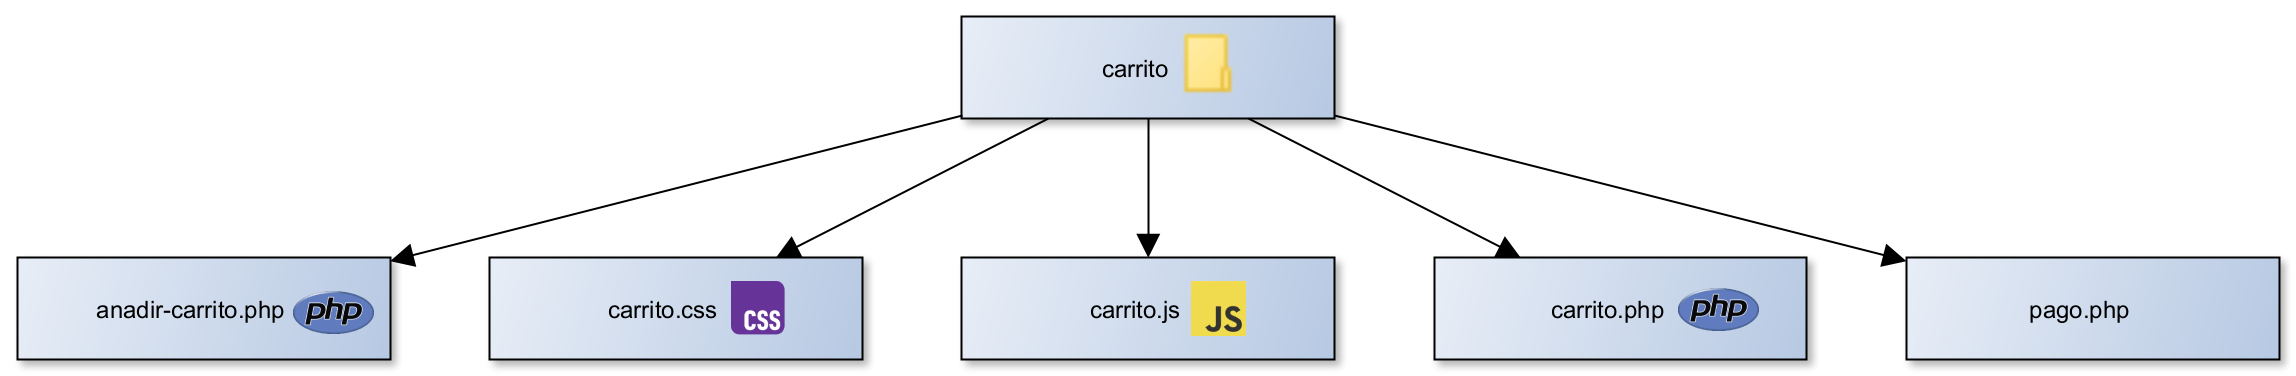 carrito
anadir-carrito.php php
carrito.css CSS
carrito.js JS
carrito.php php
pago.php